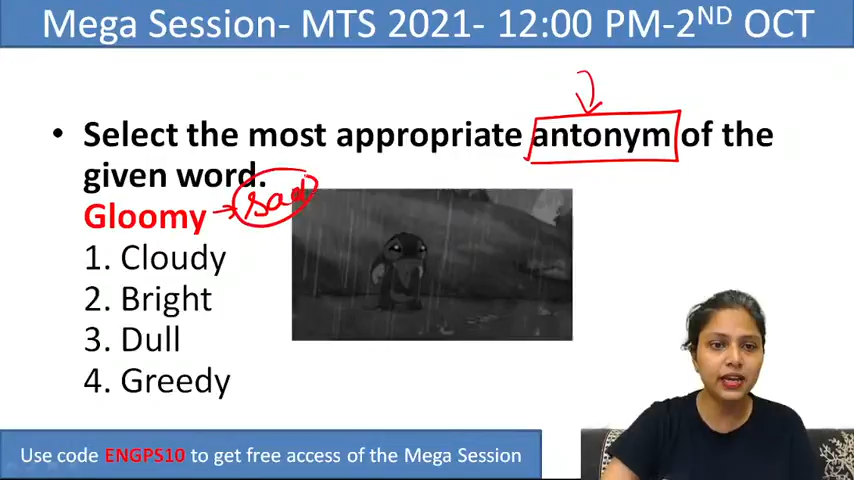 Mega Session- MTS 2021- 12:00 PM-2ND OCT
• Select the most appropriate antonym of the
given word.
Gloomy → sad
1. Cloudy
2. Bright
3. Dull
4. Greedy
Use code ENGPS10 to get free access of the Mega Session